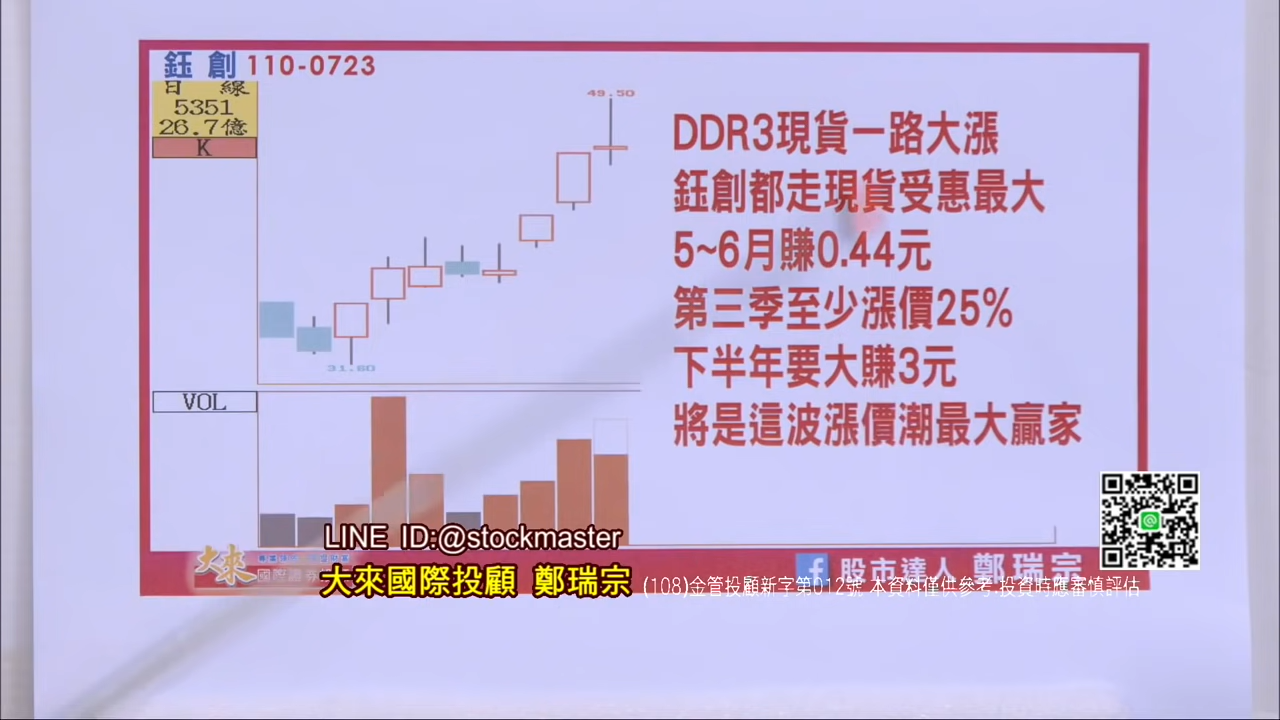 鈺創 110-0723
日 線
5351
26.7億
K
49.50
31.60
DDR3現貨一路大漲
鈺創都走現貨受惠最大
5~6月賺0.44元
第三季至少漲價25%
下半年要大賺3元
將是這波漲價潮最大贏家
VOL
LINE ID:@stockmaster
大來
股市達人 鄭瑞宗
大來國際投顧 鄭瑞宗
(108)金管投顧新字第012號 本資料僅供參考.投資時應審慎評估